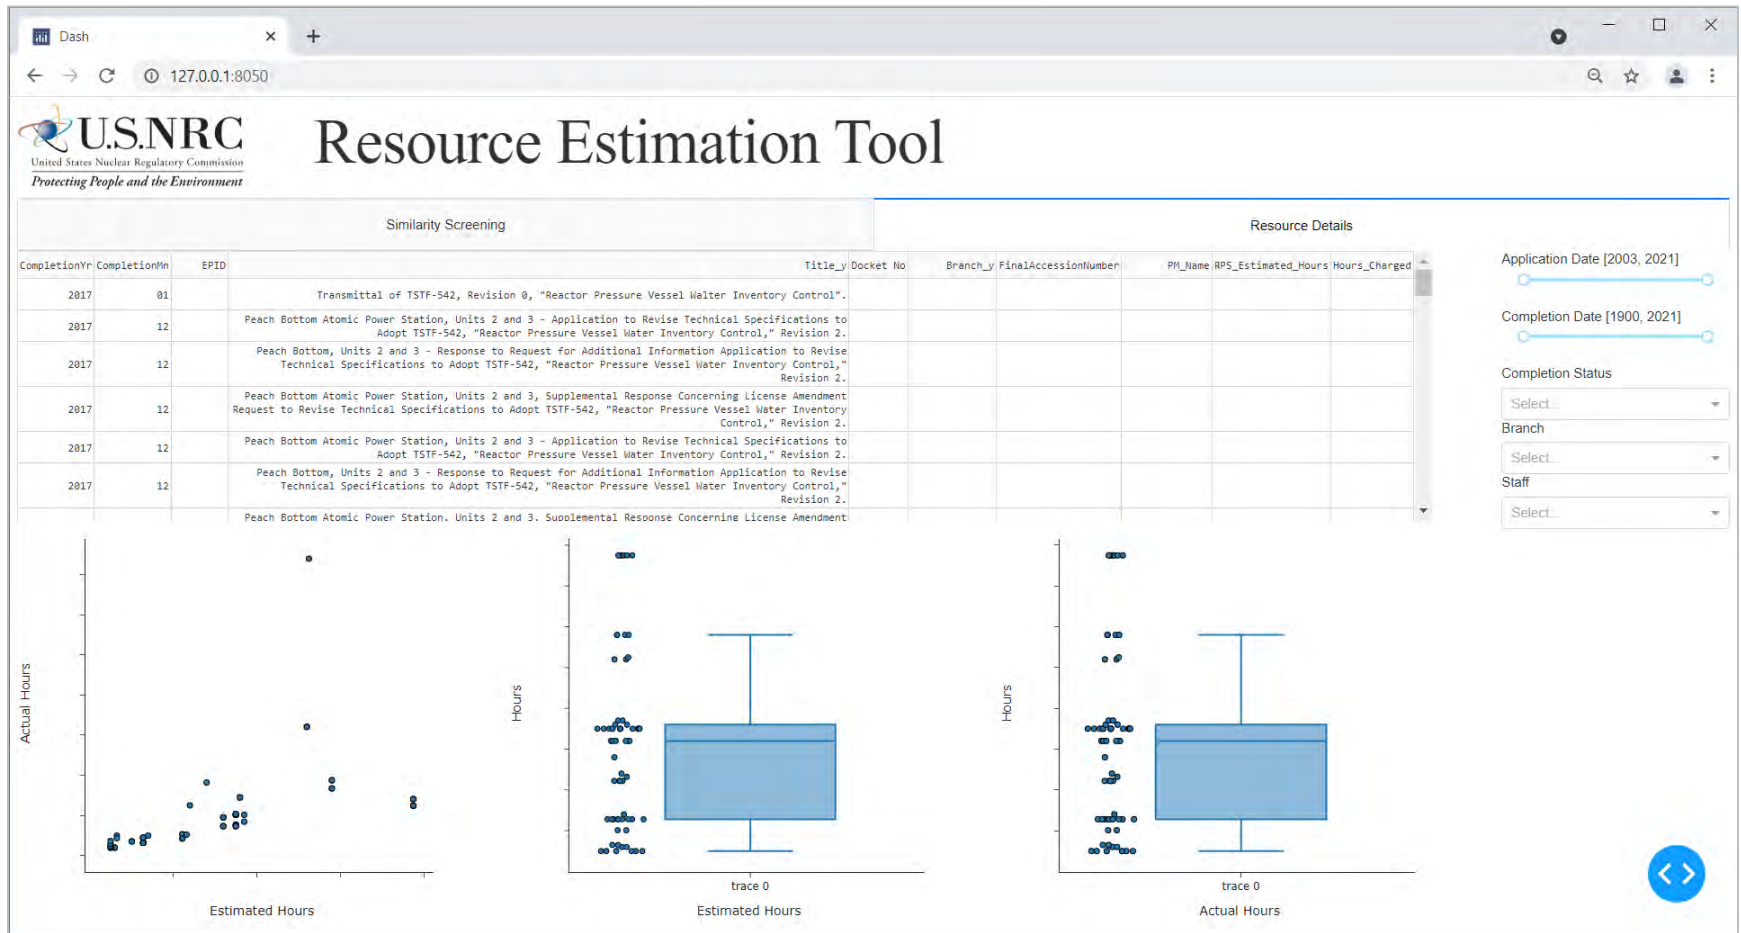 Dash
127.0.0.1:8050
U.S.NRC
United States Nuclear Regulatory Commission
Protecting People and the Environment
Resource Estimation Tool
Similarity Screening
Resource Details
CompletionYr CompletionMn EPID Title_y Docket No Branch_y FinalAccessionNumber PM_Name RPS_Estimated_Hours Hours_Charged
2017 01 Transmittal of TSTF-542, Revision 0, "Reactor Pressure Vessel Walter Inventory Control".
2017 12 Peach Bottom Atomic Power Station, Units 2 and 3 - Application to Revise Technical Specifications to
Adopt TSTF-542, "Reactor Pressure Vessel Water Inventory Control," Revision 2.
2017 12 Peach Bottom, Units 2 and 3 - Response to Request for Additional Information Application to Revise
Technical Specifications to Adopt TSTF-542, "Reactor Pressure Vessel Water Inventory Control,"
Revision 2.
2017 12 Peach Bottom Atomic Power Station, Units 2 and 3, Supplemental Response Concerning License Amendment
Request to Revise Technical Specifications to Adopt TSTF-542, "Reactor Pressure Vessel Water Inventory
Control," Revision 2.
2017 12 Peach Bottom Atomic Power Station, Units 2 and 3 - Application to Revise Technical Specifications to
Adopt TSTF-542, "Reactor Pressure Vessel Water Inventory Control," Revision 2.
2017 12 Peach Bottom, Units 2 and 3 - Response to Request for Additional Information Application to Revise
Technical Specifications to Adopt TSTF-542, "Reactor Pressure Vessel Water Inventory Control,"
Revision 2.
Peach Bottom Atomic Power Station, Units 2 and 3, Supplemental Response Concerning License Amendment
Application Date [2003, 2021]
Completion Date [1900, 2021]
Completion Status
Select...
Branch
Select...
Staff
Select...
Actual Hours
Estimated Hours
Hours
trace 0
Estimated Hours
Hours
trace 0
Actual Hours